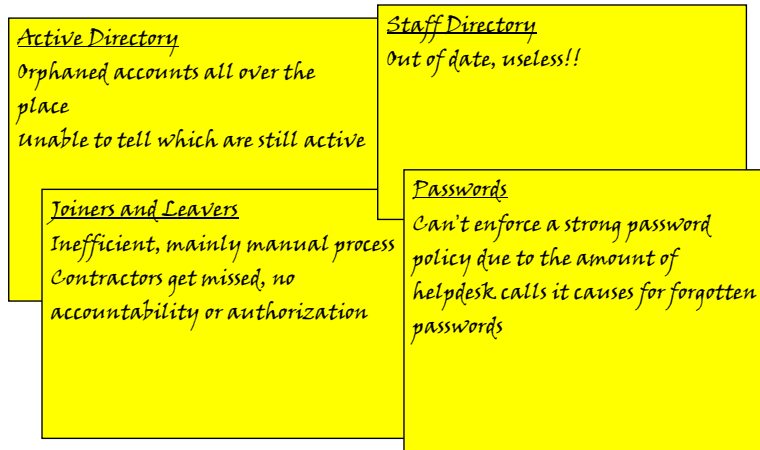 Active Directory
Orphaned accounts all over the
place
Unable to tell which are still active
Staff Directory
Out of date, useless!!
Joiners and Leavers
Inefficient, mainly manual process
Contractors get missed, no
accountability or authorization
Passwords
Can't enforce a strong password
policy due to the amount of
helpdesk calls it causes for forgotten
passwords